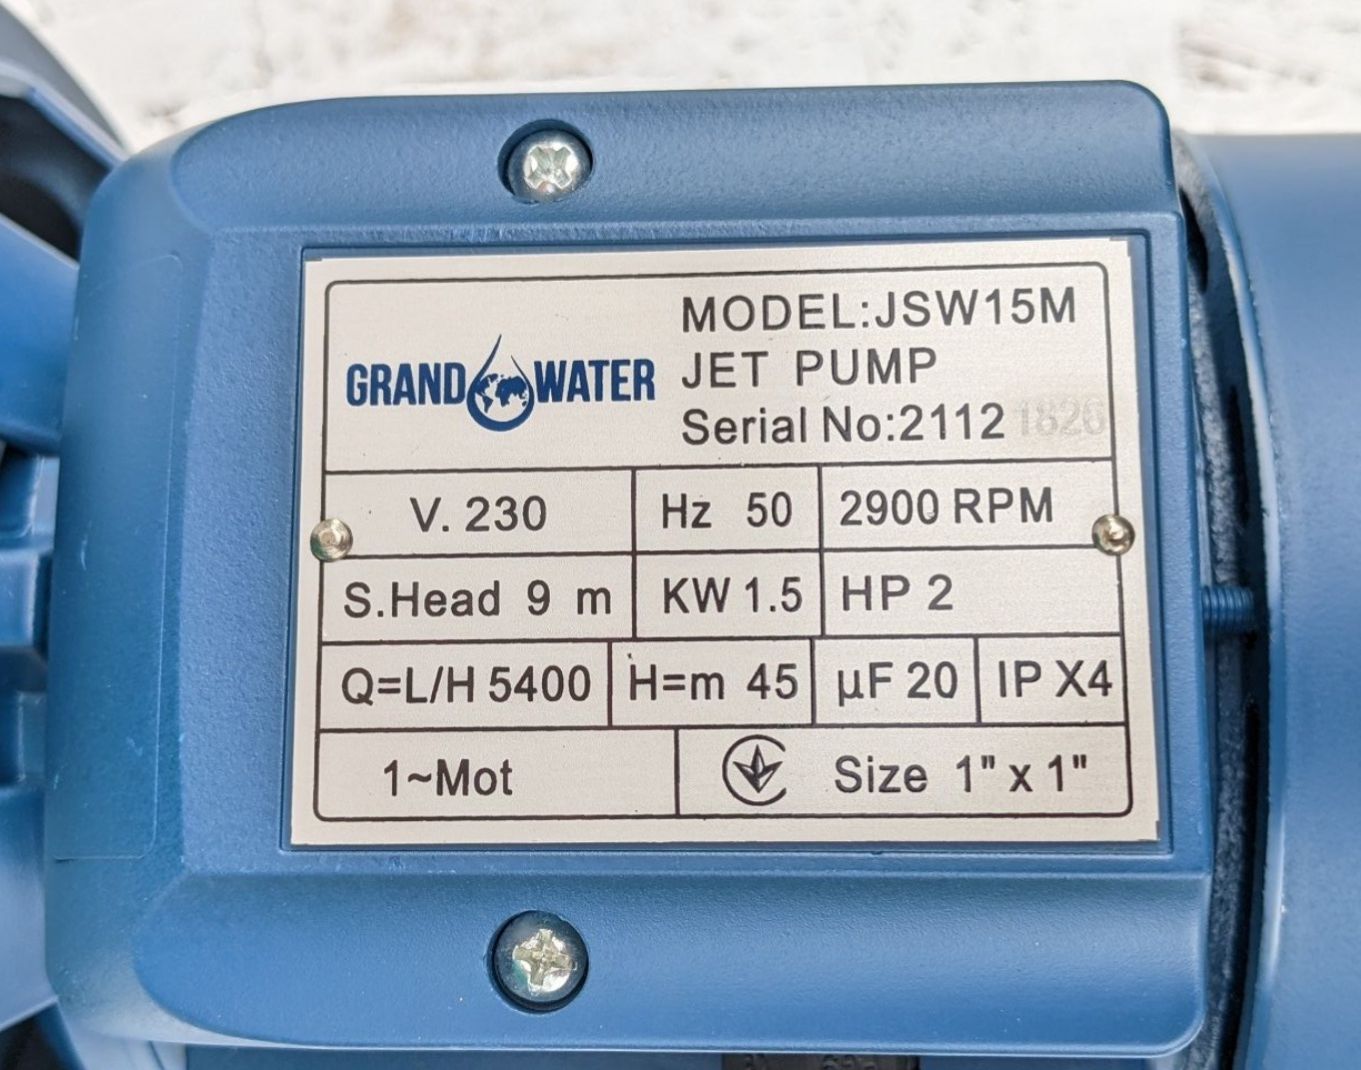 GRAND WATER
MODEL:JSW15M
JET PUMP
Serial No:2112 1826
V. 230 Hz 50 2900 RPM
S.Head 9 m KW 1.5 HP 2
Q=L/H 5400 H=m 45 µF 20 IP X4
1~Mot Size 1" x 1"